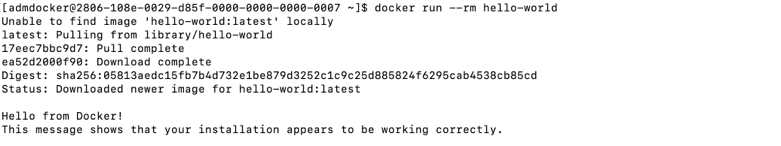 [admdocker@2806-108e-0029-d85f-0000-0000-0000-0007 ~]$ docker run --rm hello-world
Unable to find image 'hello-world:latest' locally
latest: Pulling from library/hello-world
17eec7bbc9d7: Pull complete
ea52d2000f90: Download complete
Digest: sha256:05813aedc15fb7b4d732e1be879d3252c1c9c25d885824f6295cab4538cb85cd
Status: Downloaded newer image for hello-world:latest

Hello from Docker!
This message shows that your installation appears to be working correctly.